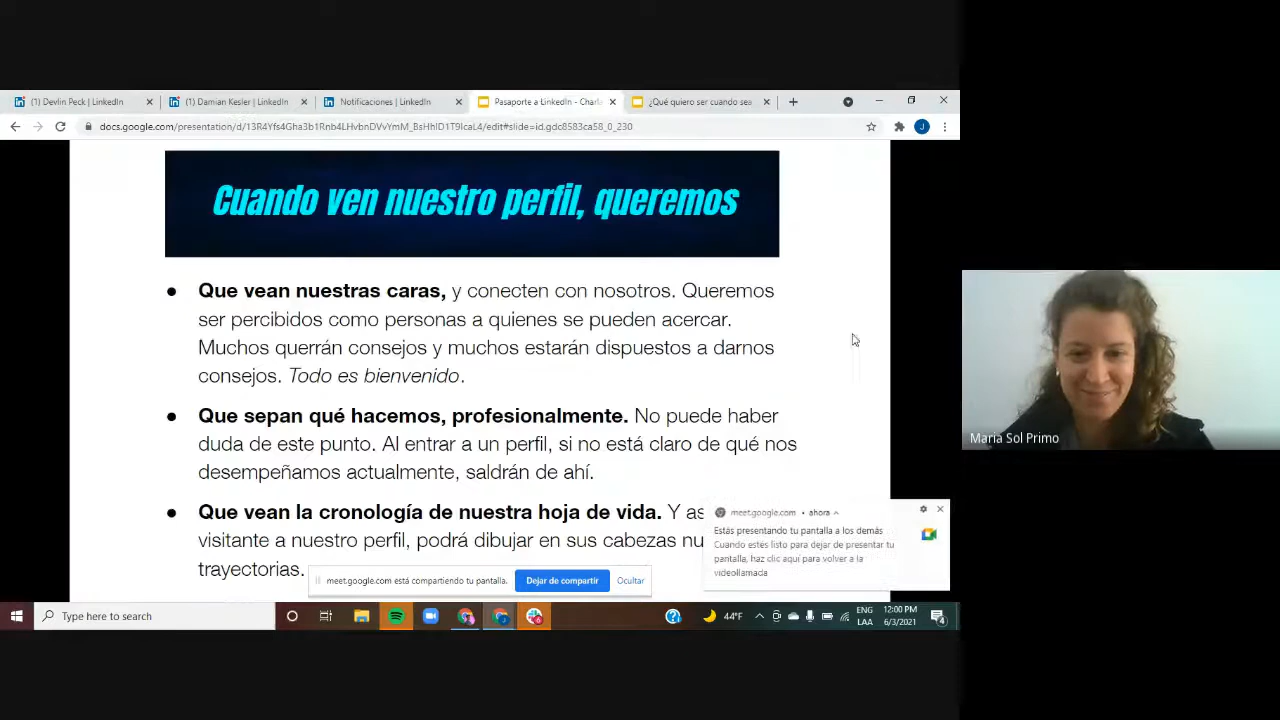 (1) Devlin Peck | LinkedIn
(1) Damian Kesler | LinkedIn
Notificaciones | LinkedIn
Pasaporte a LinkedIn - Charla
¿Qué quiero ser cuando sea
docs.google.com/presentation/d/13R4Yfs4Gha3b1Rnb4LHvbnDVvYmM_BsHhID1T9IcaL4/edit#slide=id.gdc8583ca58_0_230
J
Cuando ven nuestro perfil, queremos
● Que vean nuestras caras, y conecten con nosotros. Queremos
ser percibidos como personas a quienes se pueden acercar.
Muchos querrán consejos y muchos estarán dispuestos a darnos
consejos. Todo es bienvenido.
● Que sepan qué hacemos, profesionalmente. No puede haber
duda de este punto. Al entrar a un perfil, si no está claro de qué nos
desempeñamos actualmente, saldrán de ahí.
● Que vean la cronología de nuestra hoja de vida. Y
visitante a nuestro perfil, podrá dibujar en sus cabezas
trayectorias.
meet.google.com • ahora
Estás presentando tu pantalla a los demás
Cuando estés listo para dejar de presentar tu
pantalla, haz clic aquí para volver a la
videollamada
meet.google.com está compartiendo tu pantalla.
Dejar de compartir
Ocultar
Maria Sol Primo
Type here to search
44°F
ENG
LAA
12:00 PM
6/3/2021
4